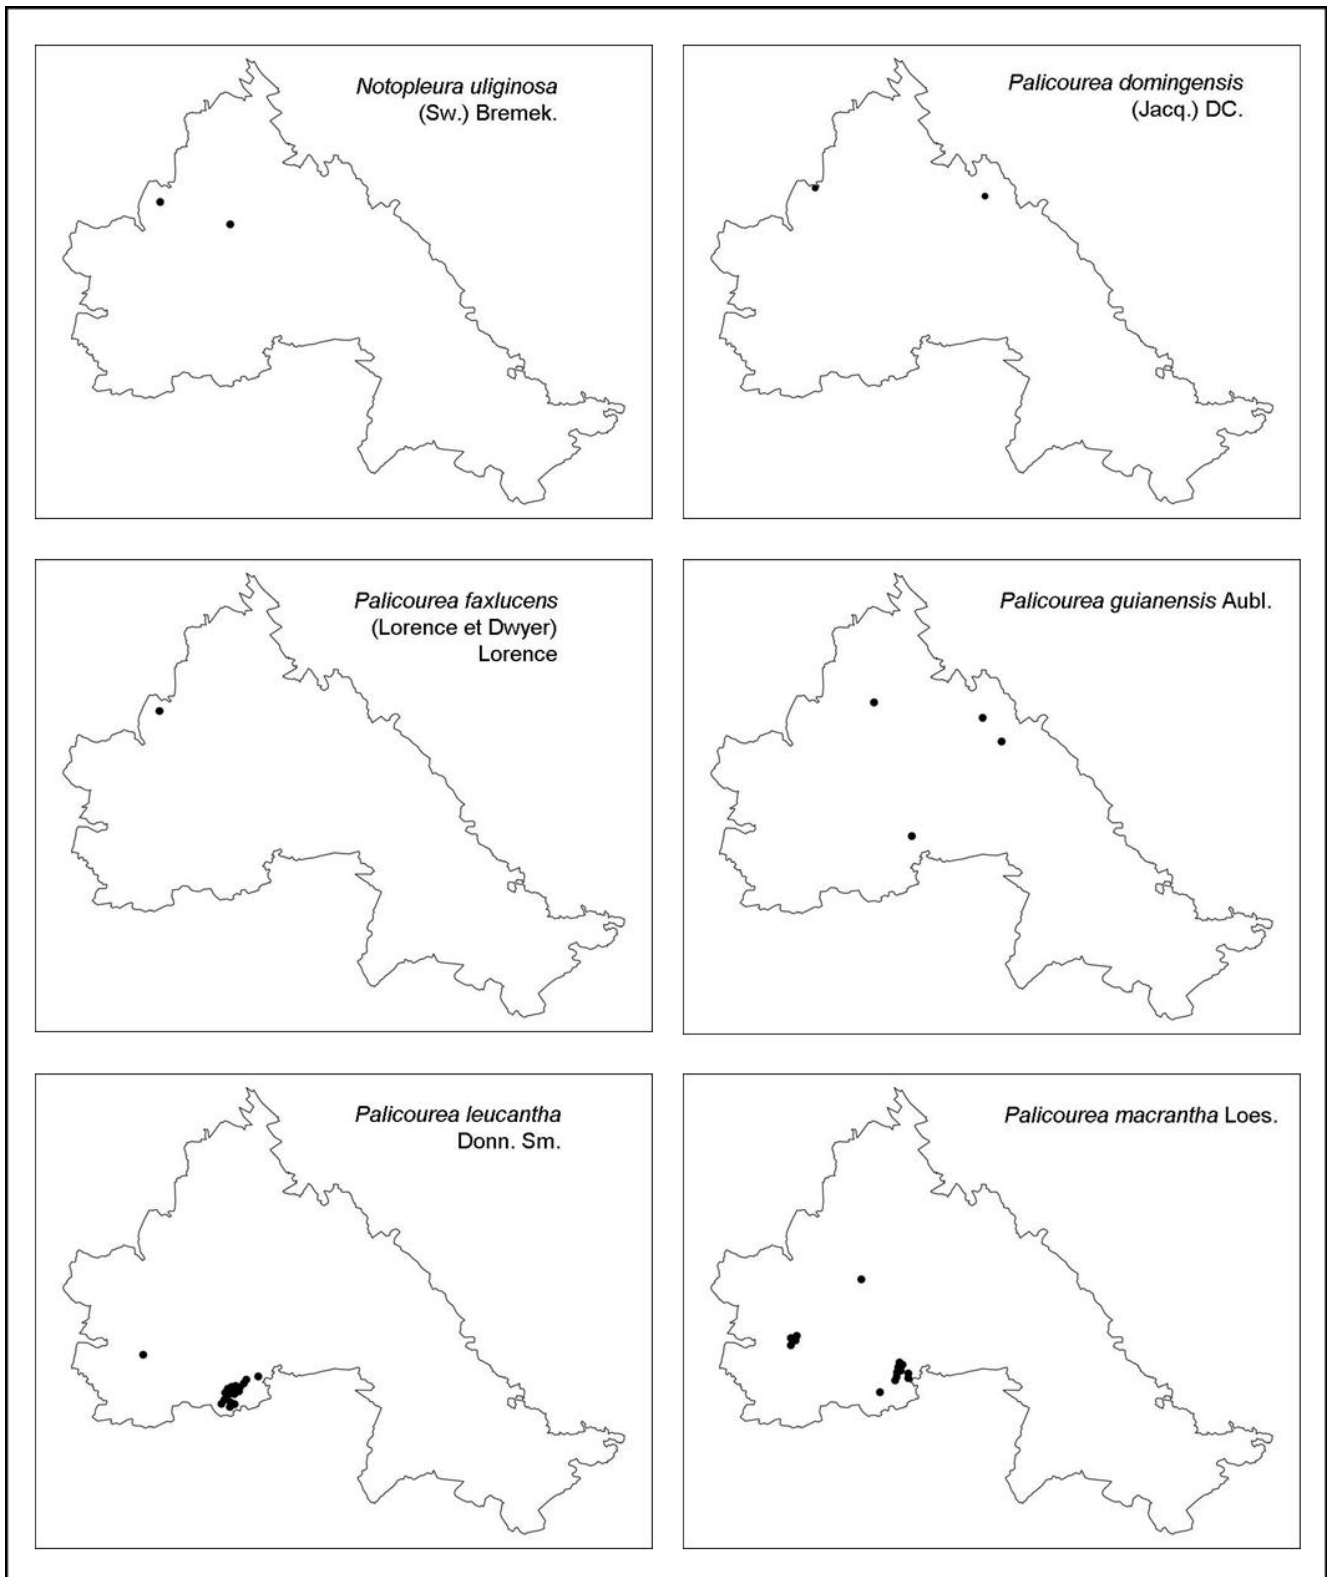 Notopleura uliginosa
(Sw.) Bremek.
Palicourea domingensis
(Jacq.) DC.
Palicourea faxlucens
(Lorence et Dwyer)
Lorence
Palicourea guianensis Aubl.
Palicourea leucantha
Donn. Sm.
Palicourea macrantha Loes.